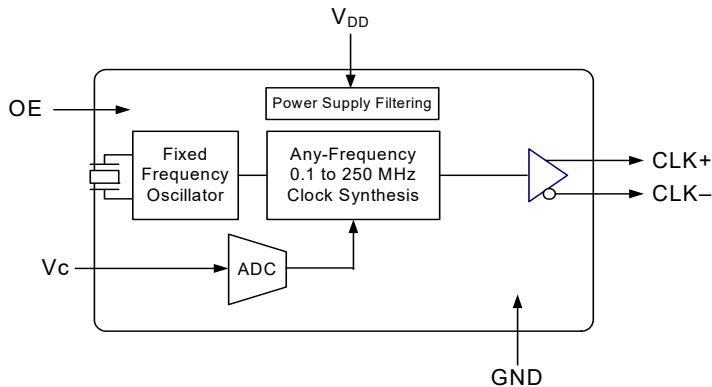 VDD
OE
Power Supply Filtering
Fixed
Frequency
Oscillator
Any-Frequency
0.1 to 250 MHz
Clock Synthesis
CLK+
CLK–
Vc
ADC
GND